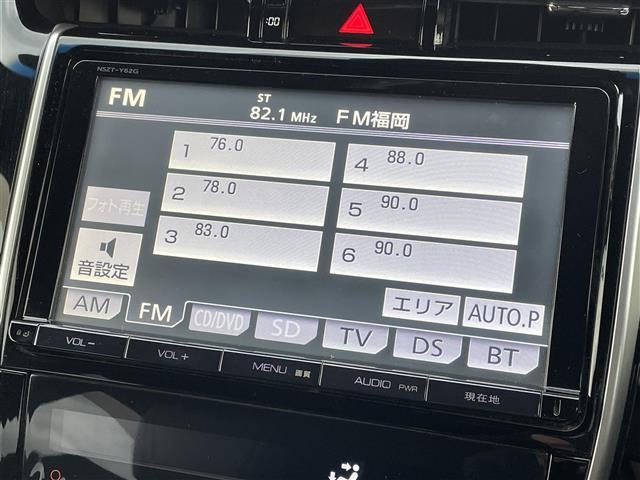 :00
NSZT-Y62G
FM
ST
82.1 MHz
FM福岡
1 76.0
4 88.0
2 78.0
5 90.0
3 83.0
6 90.0
フォト再生
音設定
エリア
AUTO.P
AM
FM
CD/DVD
SD
TV
DS
BT
VOL－
VOL＋
MENU 画質
AUDIO PWR
現在地